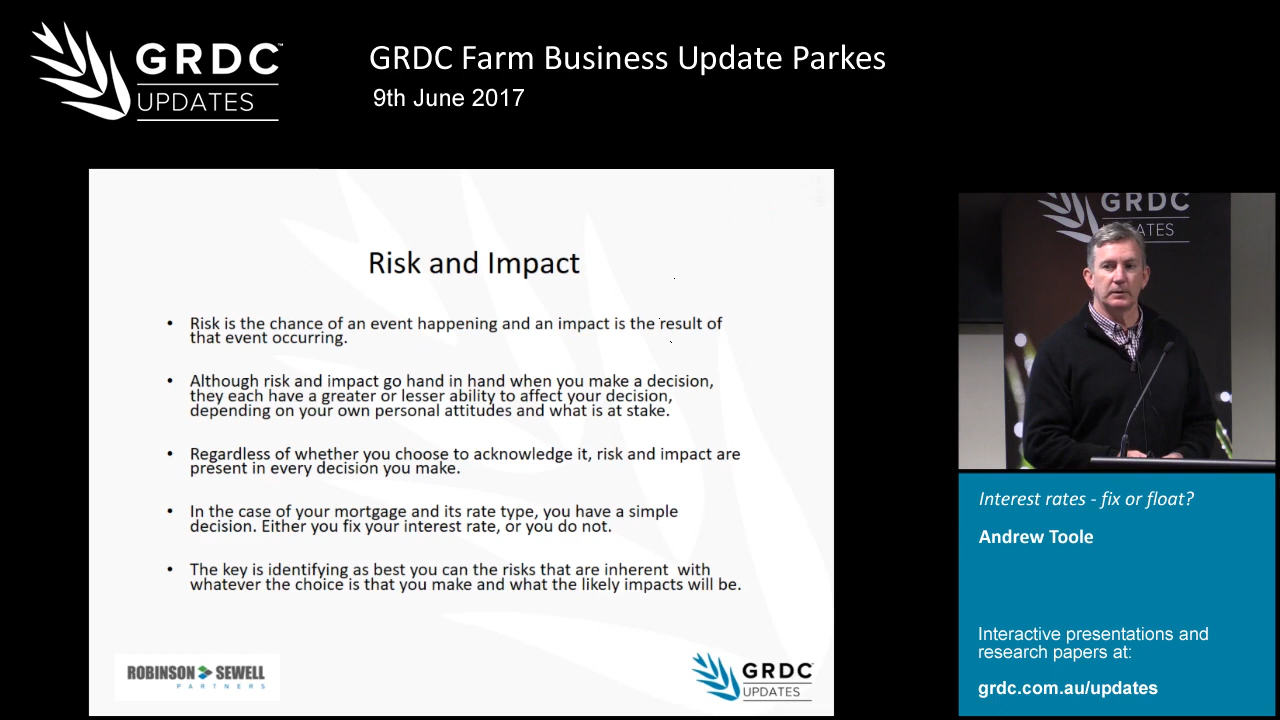 GRDC™
UPDATES
GRDC Farm Business Update Parkes
9th June 2017
Risk and Impact
• Risk is the chance of an event happening and an impact is the result of
that event occurring.
• Although risk and impact go hand in hand when you make a decision,
they each have a greater or lesser ability to affect your decision,
depending on your own personal attitudes and what is at stake.
• Regardless of whether you choose to acknowledge it, risk and impact are
present in every decision you make.
• In the case of your mortgage and its rate type, you have a simple
decision. Either you fix your interest rate, or you do not.
• The key is identifying as best you can the risks that are inherent with
whatever the choice is that you make and what the likely impacts will be.
ROBINSON SEWELL
PARTNERS
GRDC
UPDATES
GRDC
ATES
Interest rates - fix or float?
Andrew Toole
Interactive presentations and
research papers at:
grdc.com.au/updates